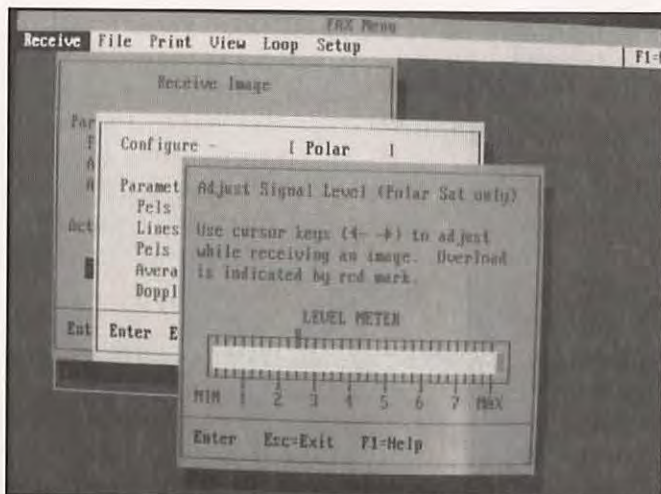 FAX Menu
Receive File Print View Loop Setup
F1=
Receive Image
Par
Configure - [ Polar ]
Paramet
Pels
Lines
Pels
Avera
Doppl
Act
Adjust Signal Level (Polar Sat only)
Use cursor keys (← →) to adjust
while receiving an image. Overload
is indicated by red mark.
LEVEL METER
MIN 1 2 3 4 5 6 7 MAX
Ent
Enter E
Enter Esc=Exit F1=Help